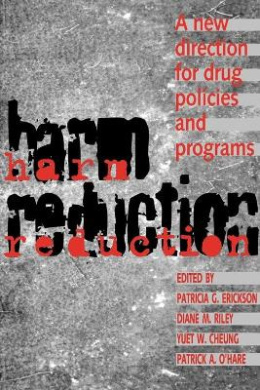 A new
direction
for drug
policies
and
programs
harm
harm
reduction
reduction
EDITED BY
PATRICIA G. ERICKSON
DIANE M. RILEY
YUET W. CHEUNG
PATRICK A. O'HARE